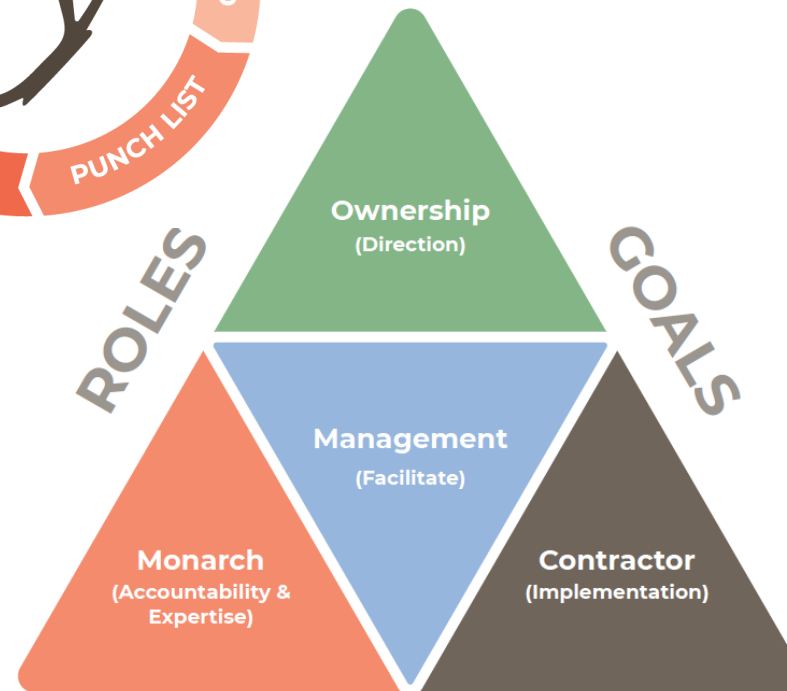 PUNCH LIST
Ownership
(Direction)
ROLES
GOALS
Management
(Facilitate)
Monarch
(Accountability &
Expertise)
Contractor
(Implementation)